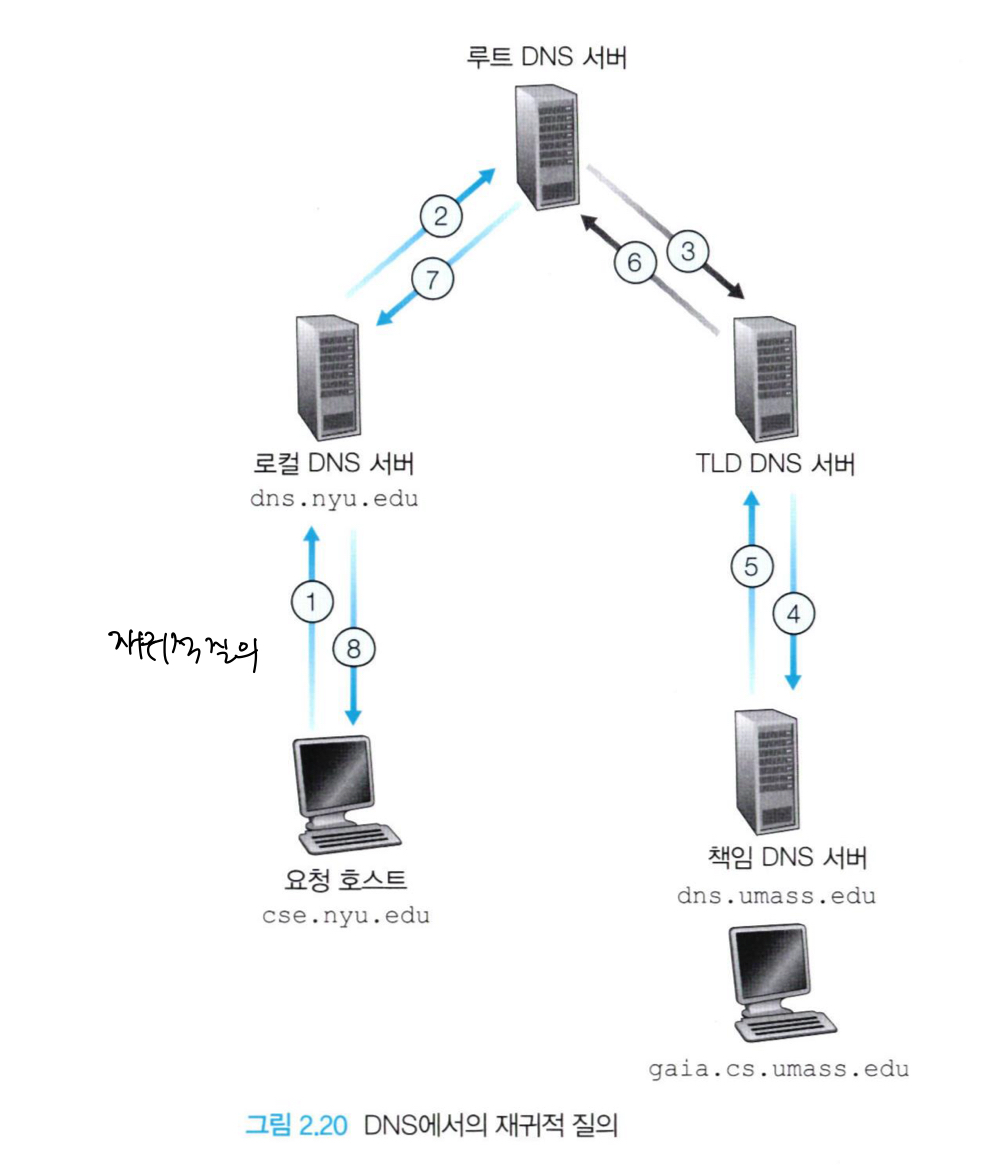 루트 DNS 서버
2
7
6
3
로컬 DNS 서버
dns.nyu.edu
TLD DNS 서버
1
8
5
4
재귀적 질의
요청 호스트
cse.nyu.edu
책임 DNS 서버
dns.umass.edu
gaia.cs.umass.edu
그림 2.20 DNS에서의 재귀적 질의